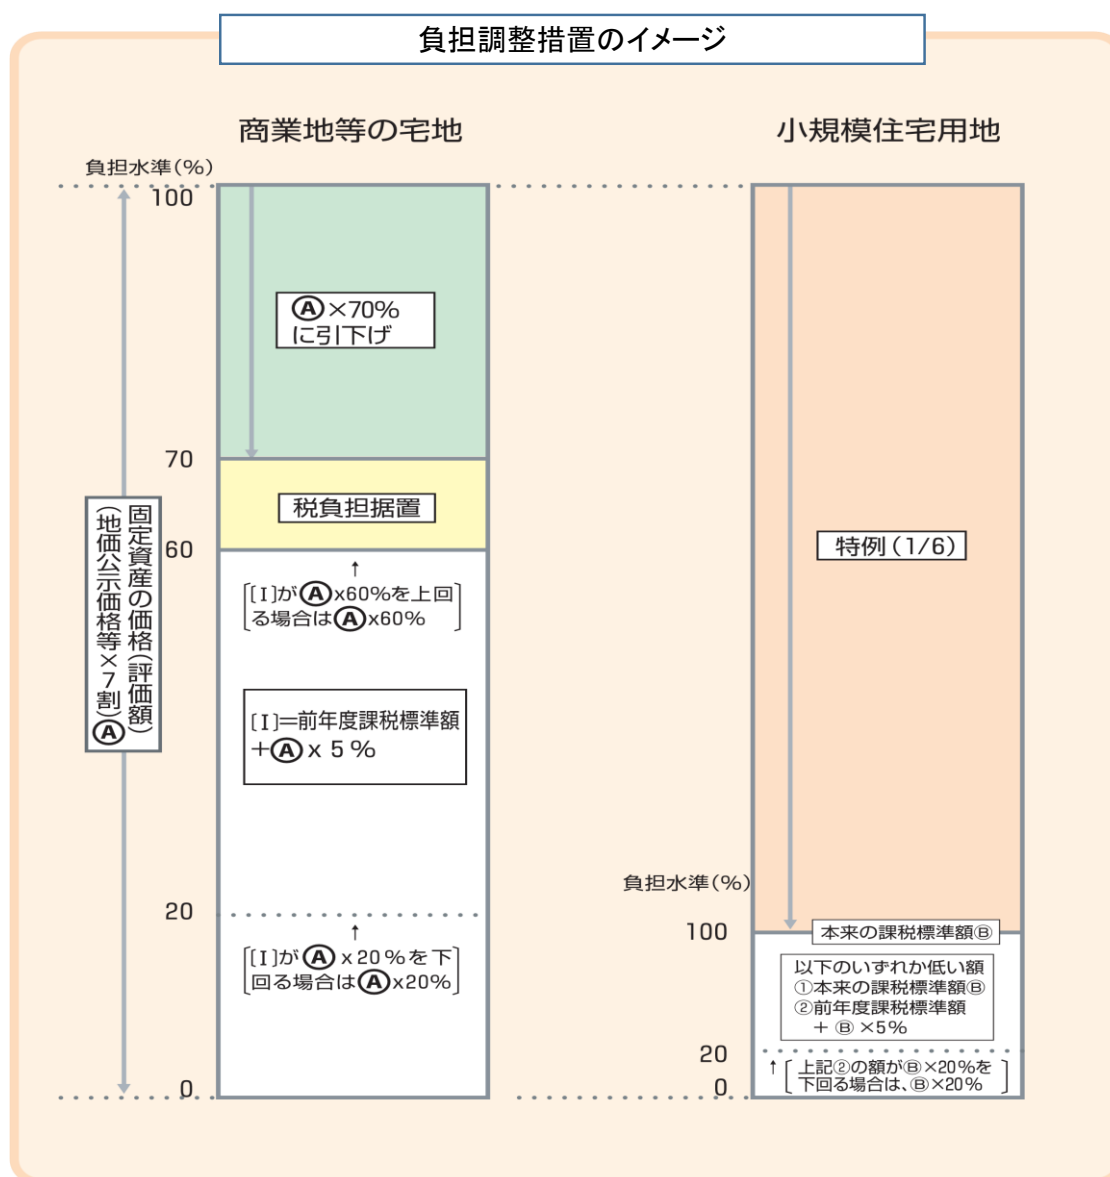 負担調整措置のイメージ
商業地等の宅地
負担水準(%)
100
Ⓐ×70%
に引下げ
70
税負担据置
60
↑
[I]がⒶx60%を上回
る場合はⒶx60%
[I]=前年度課税標準額
+Ⓐx 5%
20
↑
[I]がⒶx20%を下
回る場合はⒶx20%
0
固定資産の価格(評価額)
(地価公示価格等×7割)Ⓐ
小規模住宅用地
特例(1/6)
負担水準(%)
100
本来の課税標準額Ⓑ
以下のいずれか低い額
①本来の課税標準額Ⓑ
②前年度課税標準額
+ Ⓑ×5%
20
↑ 上記②の額がⒷ×20%を
下回る場合は、Ⓑ×20%
0